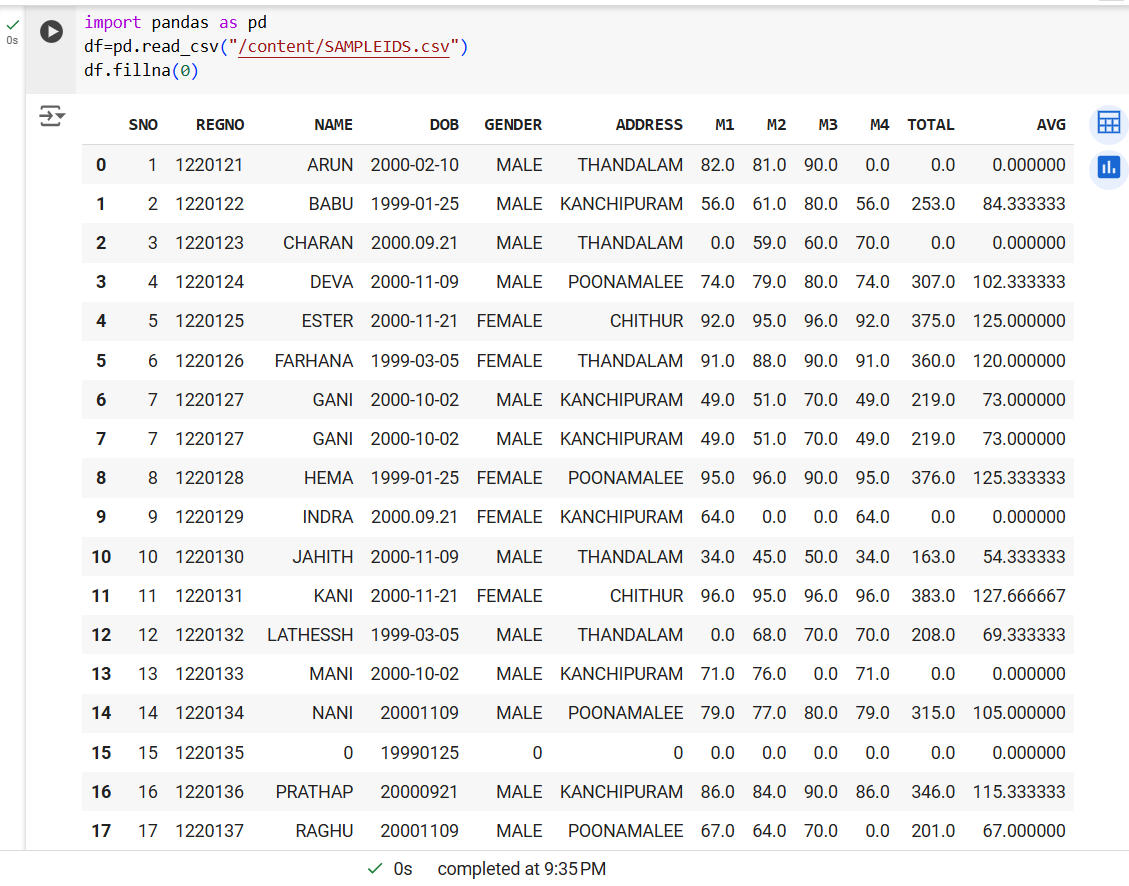 import pandas as pd
0s
df=pd.read_csv("/content/SAMPLEIDS.csv")
df.fillna(0)
SNO REGNO NAME DOB GENDER ADDRESS M1 M2 M3 M4 TOTAL AVG
0 1 1220121 ARUN 2000-02-10 MALE THANDALAM 82.0 81.0 90.0 0.0 0.0 0.000000
1 2 1220122 BABU 1999-01-25 MALE KANCHIPURAM 56.0 61.0 80.0 56.0 253.0 84.333333
2 3 1220123 CHARAN 2000.09.21 MALE THANDALAM 0.0 59.0 60.0 70.0 0.0 0.000000
3 4 1220124 DEVA 2000-11-09 MALE POONAMALEE 74.0 79.0 80.0 74.0 307.0 102.333333
4 5 1220125 ESTER 2000-11-21 FEMALE CHITHUR 92.0 95.0 96.0 92.0 375.0 125.000000
5 6 1220126 FARHANA 1999-03-05 FEMALE THANDALAM 91.0 88.0 90.0 91.0 360.0 120.000000
6 7 1220127 GANI 2000-10-02 MALE KANCHIPURAM 49.0 51.0 70.0 49.0 219.0 73.000000
7 7 1220127 GANI 2000-10-02 MALE KANCHIPURAM 49.0 51.0 70.0 49.0 219.0 73.000000
8 8 1220128 HEMA 1999-01-25 FEMALE POONAMALEE 95.0 96.0 90.0 95.0 376.0 125.333333
9 9 1220129 INDRA 2000.09.21 FEMALE KANCHIPURAM 64.0 0.0 0.0 64.0 0.0 0.000000
10 10 1220130 JAHITH 2000-11-09 MALE THANDALAM 34.0 45.0 50.0 34.0 163.0 54.333333
11 11 1220131 KANI 2000-11-21 FEMALE CHITHUR 96.0 95.0 96.0 96.0 383.0 127.666667
12 12 1220132 LATHESSH 1999-03-05 MALE THANDALAM 0.0 68.0 70.0 70.0 208.0 69.333333
13 13 1220133 MANI 2000-10-02 MALE KANCHIPURAM 71.0 76.0 0.0 71.0 0.0 0.000000
14 14 1220134 NANI 20001109 MALE POONAMALEE 79.0 77.0 80.0 79.0 315.0 105.000000
15 15 1220135 0 19990125 0 0 0.0 0.0 0.0 0.0 0.0 0.000000
16 16 1220136 PRATHAP 20000921 MALE KANCHIPURAM 86.0 84.0 90.0 86.0 346.0 115.333333
17 17 1220137 RAGHU 20001109 MALE POONAMALEE 67.0 64.0 70.0 0.0 201.0 67.000000
0s completed at 9:35 PM